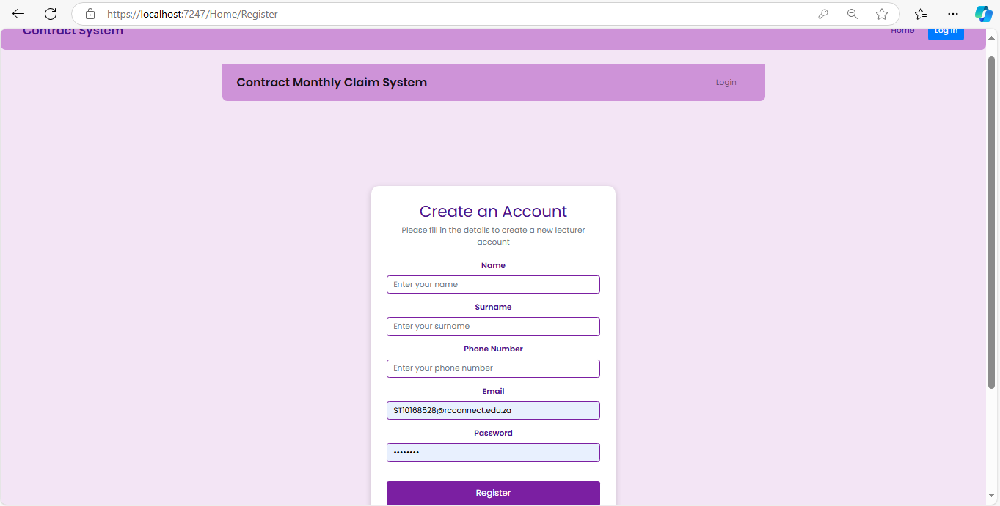 https://localhost:7247/Home/Register
Contract System
Home
Log In
Contract Monthly Claim System
Login
Create an Account
Please fill in the details to create a new lecturer
account
Name
Enter your name
Surname
Enter your surname
Phone Number
Enter your phone number
Email
ST10168528@rcconnect.edu.za
Password
••••••••
Register